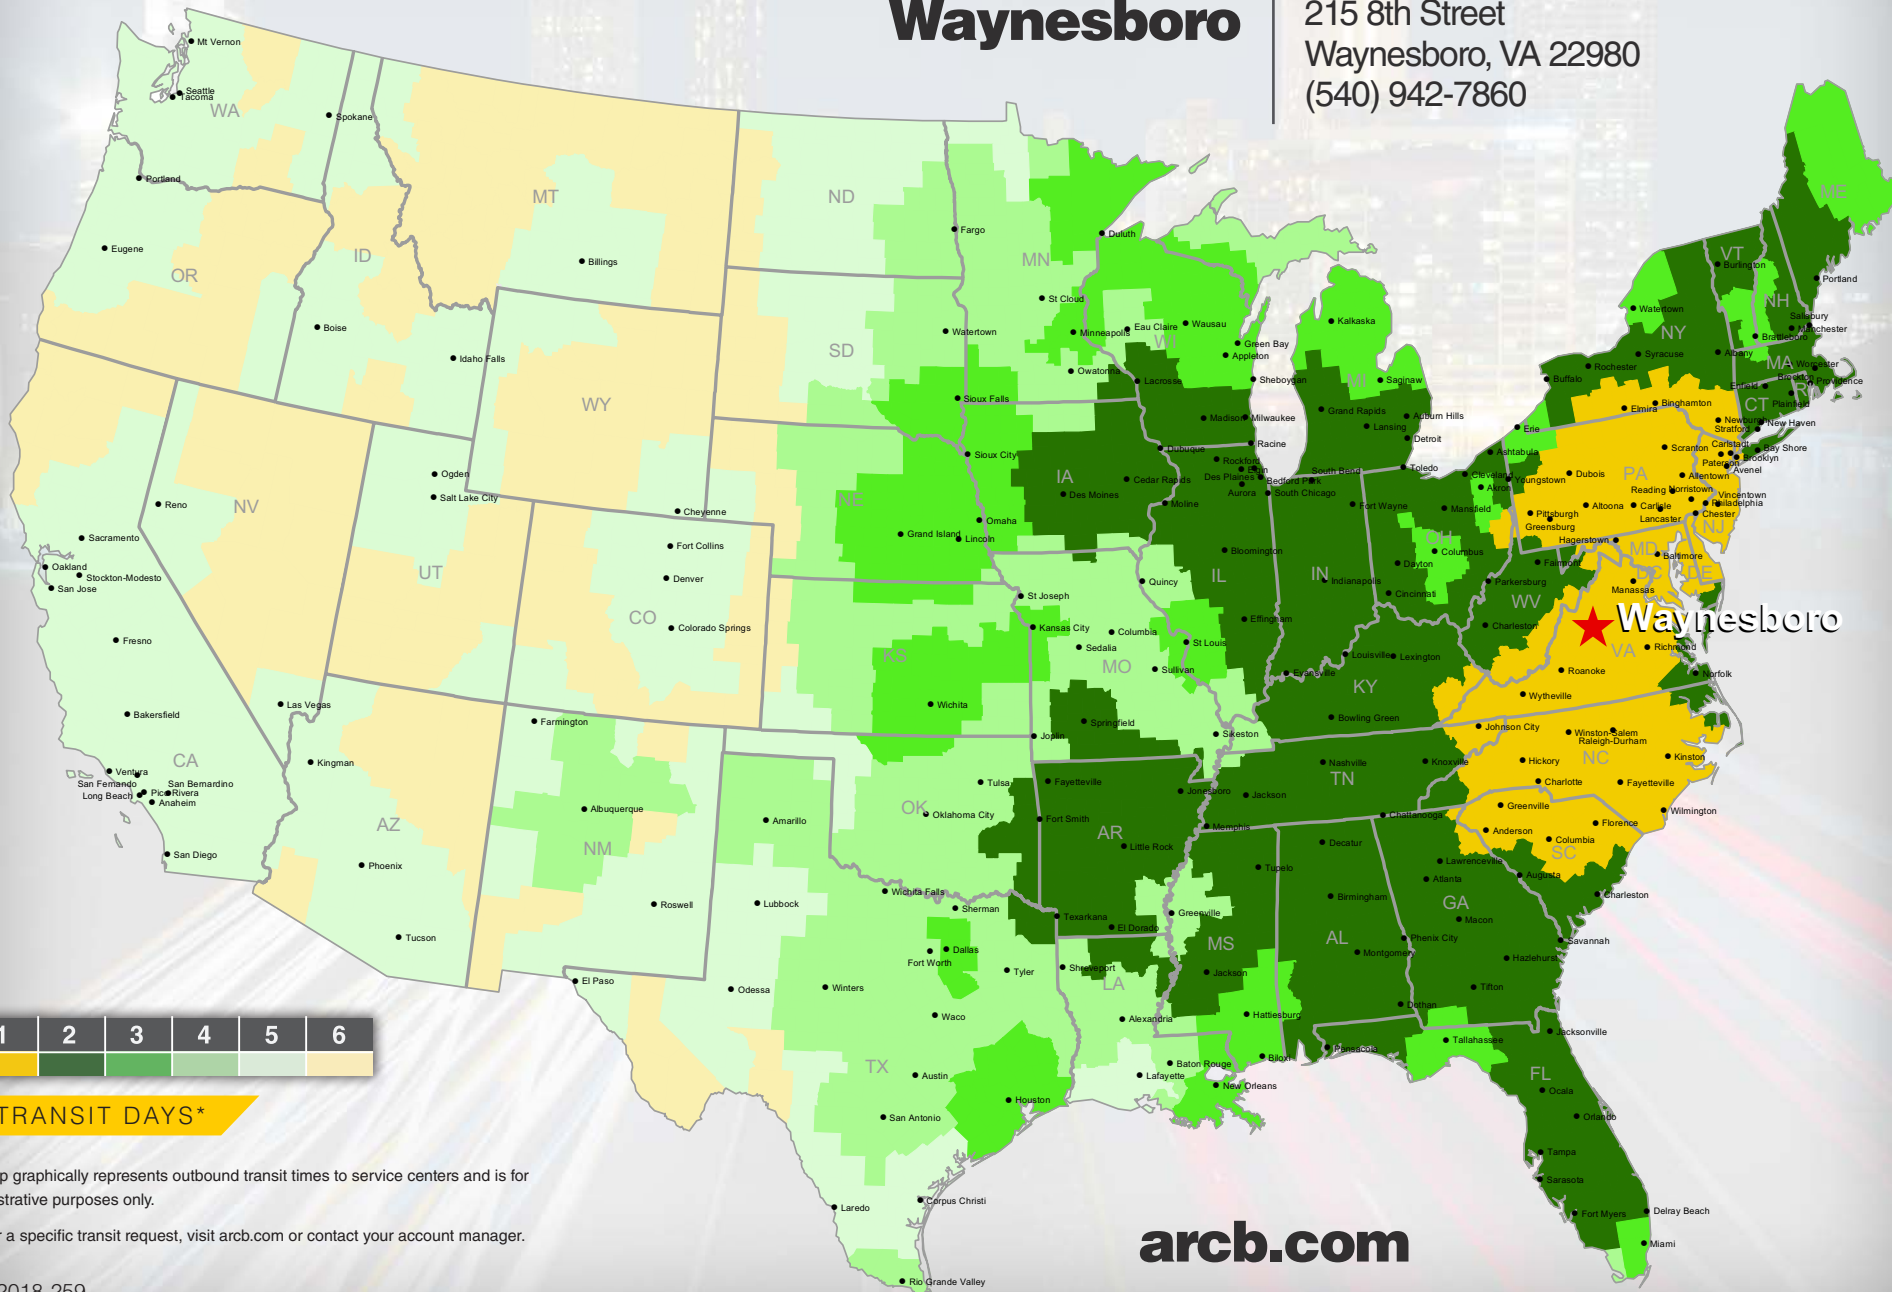 Waynesboro
215 8th Street
Waynesboro, VA 22980
(540) 942-7860
Mt Vernon
Seattle
Tacoma
WA
Spokane
Portland
Eugene
OR
ID
Boise
Idaho Falls
MT
Billings
WY
Cheyenne
ND
Fargo
SD
Watertown
Sioux Falls
MN
Duluth
St Cloud
Minneapolis
Owatonna
WI
Eau Claire
Wausau
Green Bay
Appleton
Lacrosse
Sheboygan
Madison
Milwaukee
Racine
MI
Kalkaska
Saginaw
Grand Rapids
Lansing
Auburn Hills
Detroit
NV
Reno
Las Vegas
UT
Ogden
Salt Lake City
CO
Fort Collins
Denver
Colorado Springs
NE
Grand Island
Lincoln
Omaha
Sioux City
IA
Des Moines
Cedar Rapids
Dubuque
Moline
IL
Rockford
Elgin
Des Plaines
Bedford Park
Aurora
South Chicago
Bloomington
Effingham
Quincy
IN
South Bend
Fort Wayne
Indianapolis
Evansville
OH
Toledo
Cleveland
Akron
Ashtabula
Youngstown
Mansfield
Columbus
Dayton
Cincinnati
CA
Sacramento
Oakland
Stockton-Modesto
San Jose
Fresno
Bakersfield
Ventura
San Fernando
San Bernardino
Pico Rivera
Long Beach
Anaheim
San Diego
AZ
Kingman
Phoenix
Tucson
NM
Farmington
Albuquerque
Roswell
KS
Wichita
Kansas City
MO
St Joseph
Columbia
Sedalia
St Louis
Sullivan
Springfield
Joplin
Sikeston
KY
Louisville
Lexington
Bowling Green
WV
Parkersburg
Fairmont
Charleston
VA
Waynesboro
Manassas
Richmond
Roanoke
Norfolk
Wytheville
MD
Hagerstown
Baltimore
DC
DE
PA
Erie
Dubois
Scranton
Allentown
Reading
Norristown
Pittsburgh
Greensburg
Altoona
Carlisle
Lancaster
Philadelphia
Chester
NJ
Vincentown
Carlstadt
Paterson
Avenel
NY
Watertown
Syracuse
Rochester
Buffalo
Albany
Elmira
Binghamton
Newburgh
Brooklyn
Bay Shore
VT
Burlington
Brattleboro
NH
Salisbury
Manchester
ME
Portland
MA
Worcester
Brockton
Providence
RI
CT
Enfield
Plainfield
New Haven
Stratford
OK
Tulsa
Oklahoma City
AR
Fayetteville
Fort Smith
Little Rock
Jonesboro
El Dorado
TN
Nashville
Knoxville
Jackson
Memphis
Chattanooga
Johnson City
NC
Winston-Salem
Raleigh-Durham
Hickory
Charlotte
Fayetteville
Kinston
Wilmington
SC
Greenville
Anderson
Florence
Columbia
Charleston
TX
Amarillo
Lubbock
Wichita Falls
Sherman
Dallas
Fort Worth
Tyler
Texarkana
El Paso
Odessa
Winters
Waco
Austin
San Antonio
Houston
Laredo
Corpus Christi
Rio Grande Valley
LA
Shreveport
Alexandria
Baton Rouge
Lafayette
New Orleans
MS
Tupelo
Greenville
Jackson
Hattiesburg
Biloxi
AL
Decatur
Birmingham
Montgomery
Dothan
GA
Lawrenceville
Atlanta
Augusta
Macon
Phenix City
Savannah
Hazlehurst
Tifton
FL
Pensacola
Tallahassee
Jacksonville
Ocala
Orlando
Tampa
Sarasota
Fort Myers
Delray Beach
Miami
1 2 3 4 5 6
TRANSIT DAYS*
p graphically represents outbound transit times to service centers and is for
strative purposes only.
r a specific transit request, visit arcb.com or contact your account manager.
2018-259
arcb.com